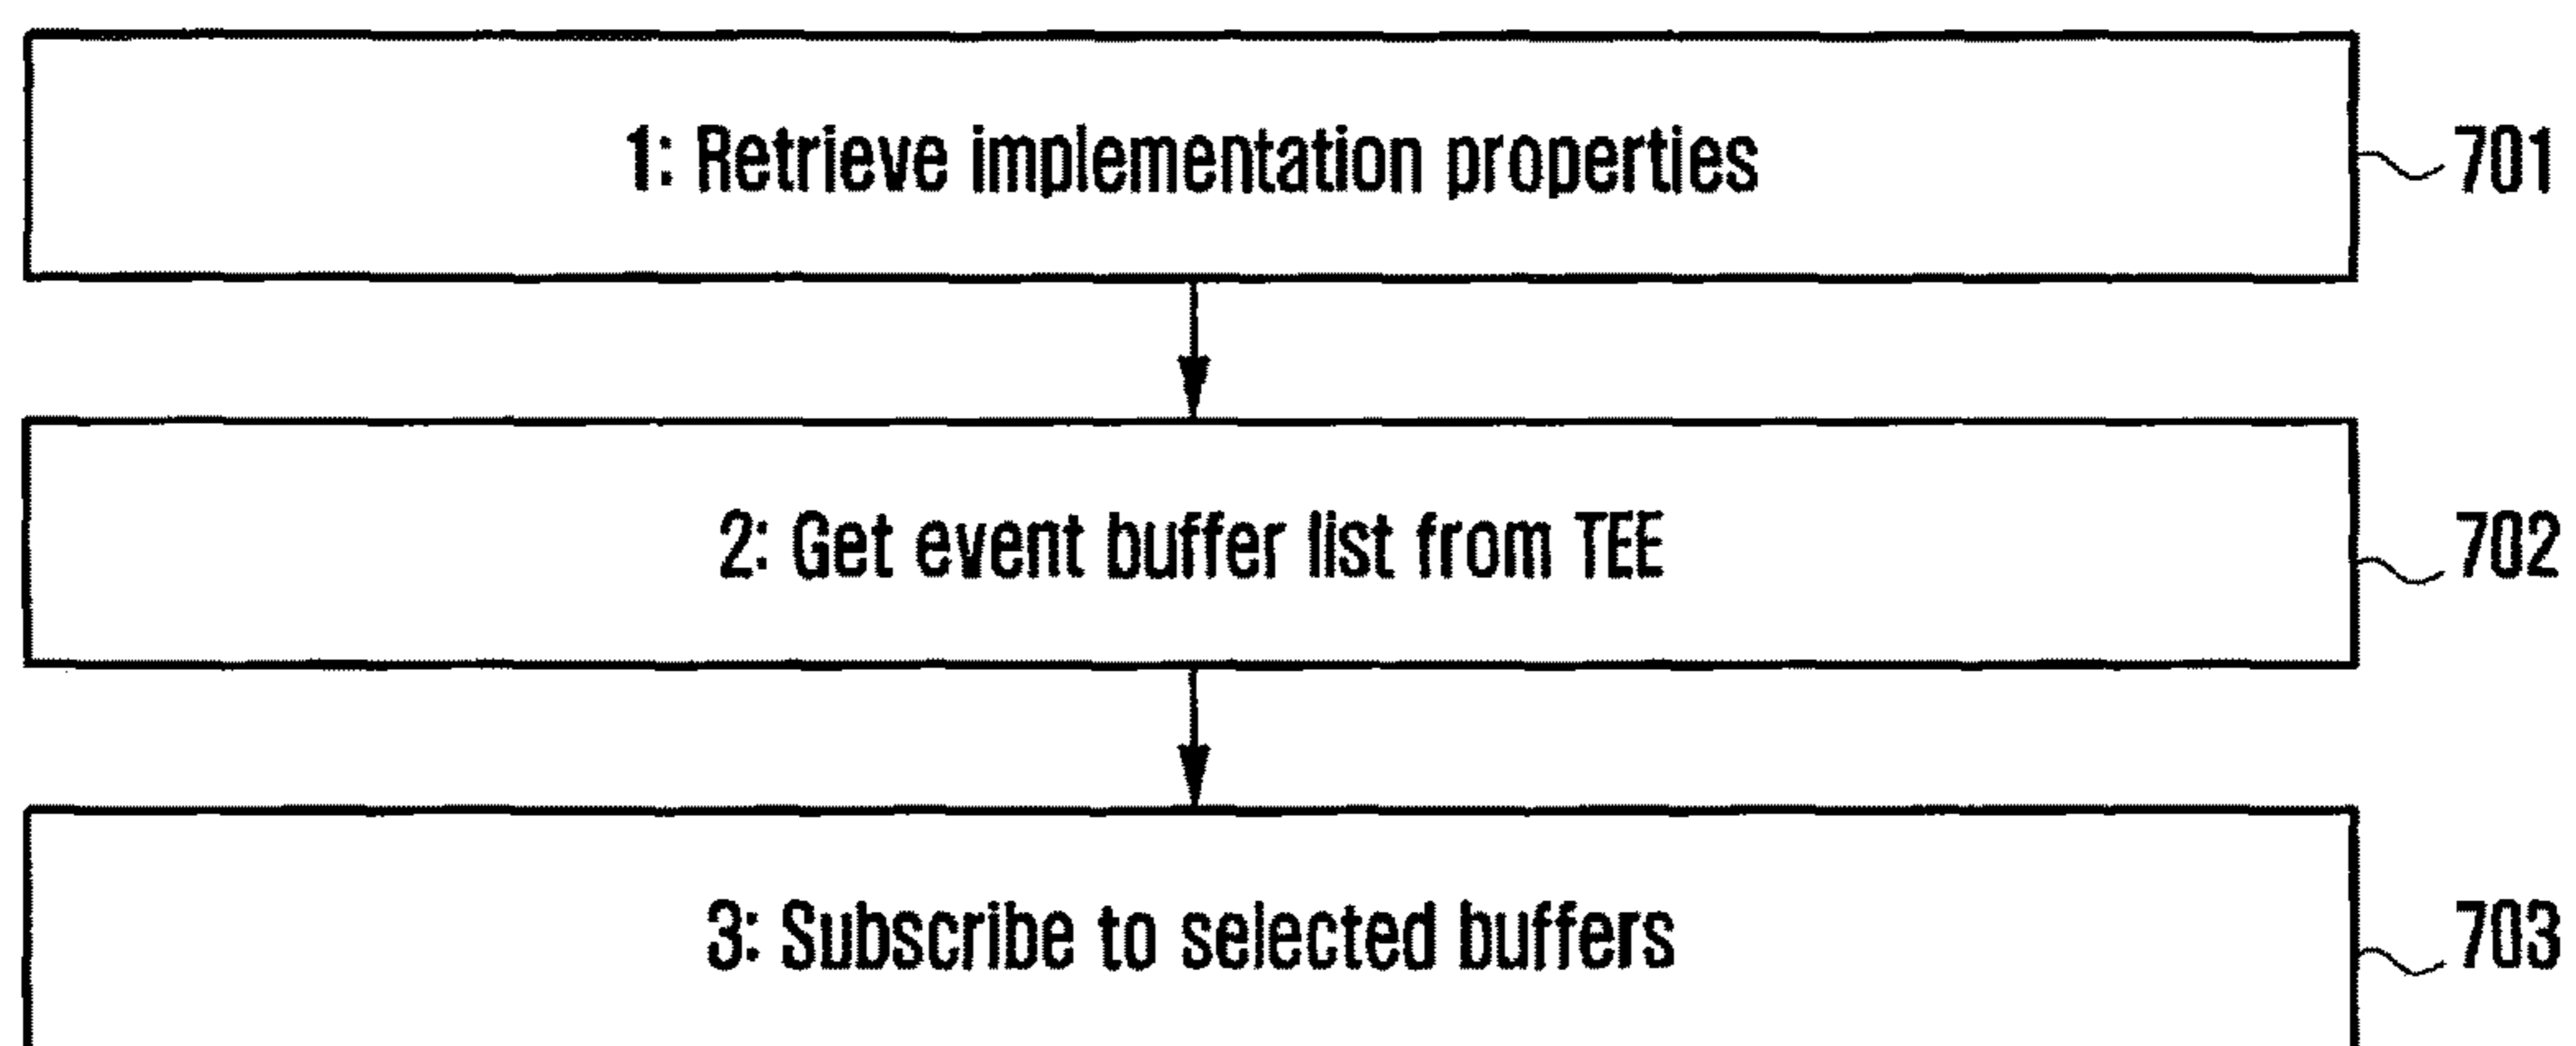 1: Retrieve implementation properties 701
2: Get event buffer list from TEE 702
3: Subscribe to selected buffers 703